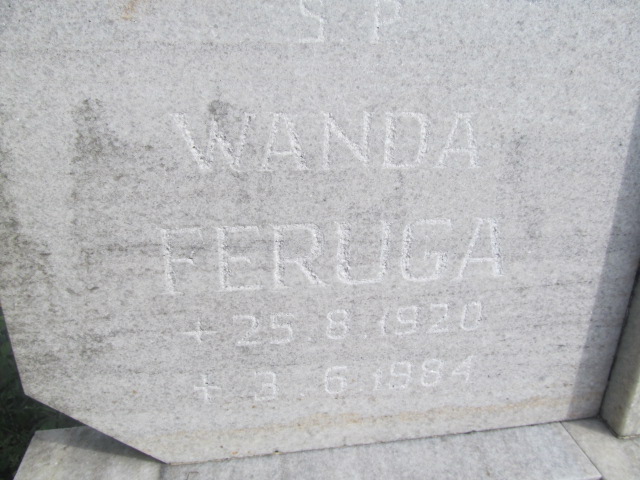 S.P
WANDA
FERUGA
+ 25.8.1920
+ 3.6.1984